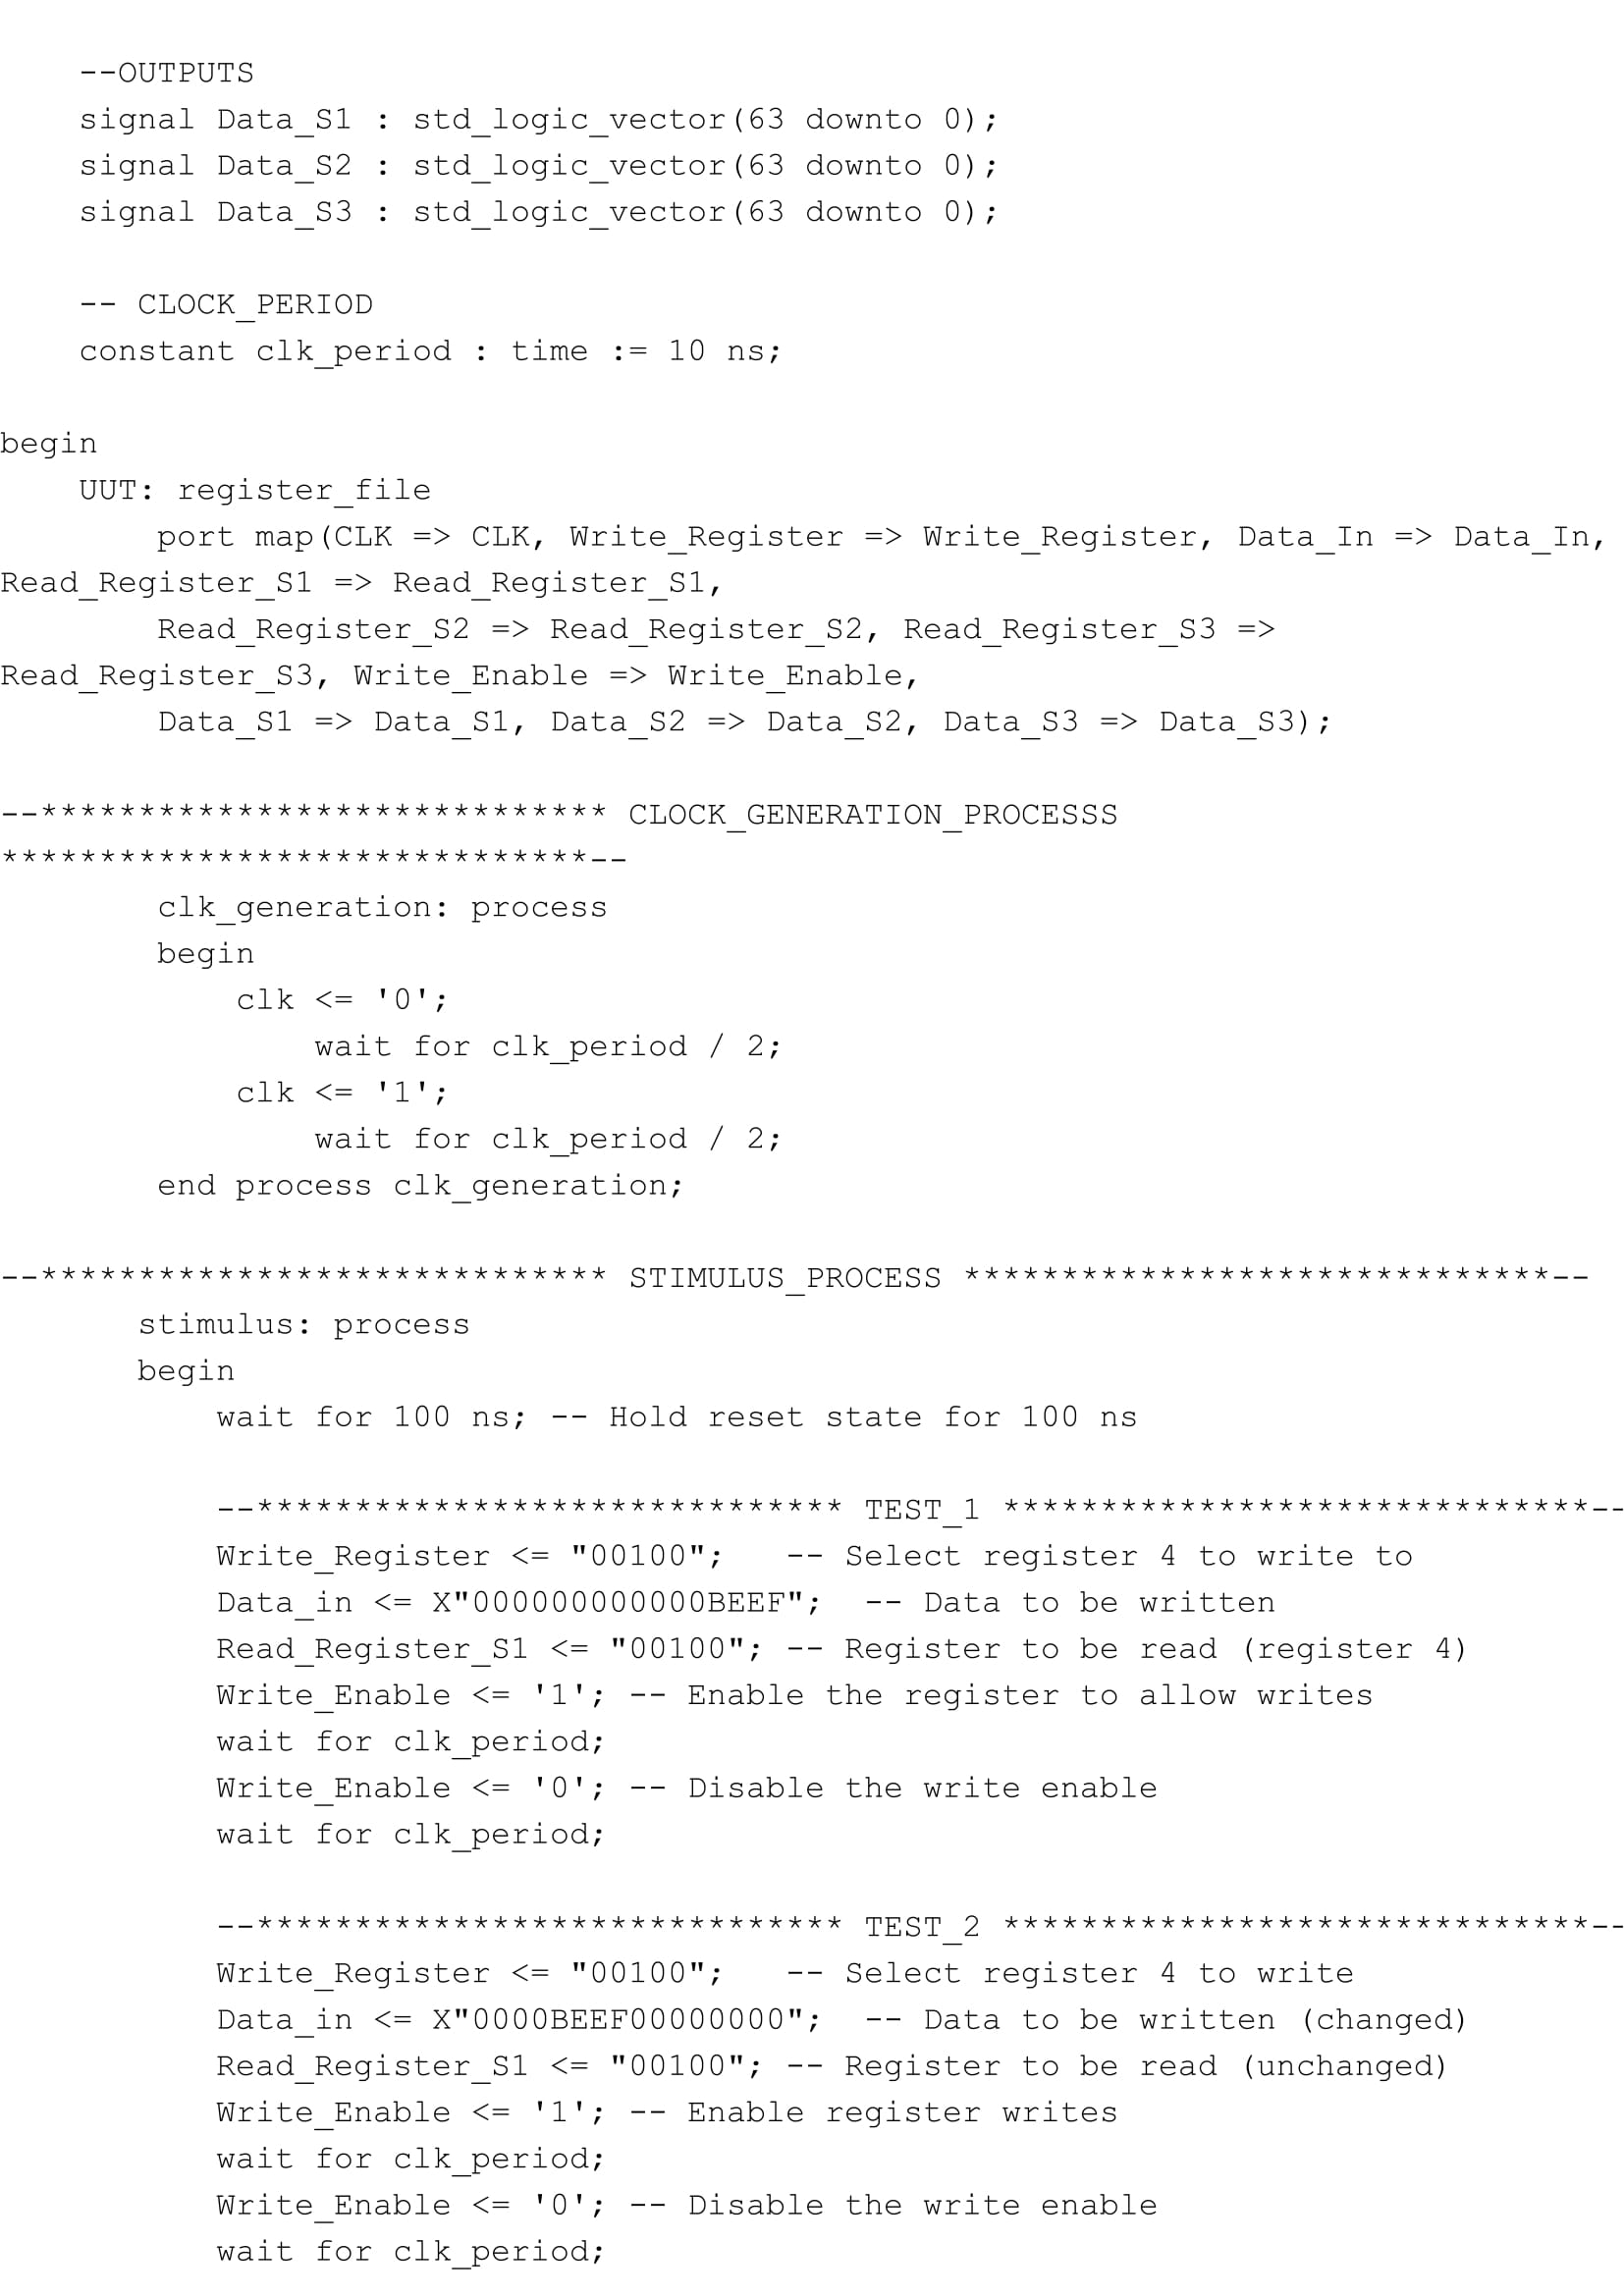 --OUTPUTS
signal Data_S1 : std_logic_vector(63 downto 0);
signal Data_S2 : std_logic_vector(63 downto 0);
signal Data_S3 : std_logic_vector(63 downto 0);
-- CLOCK_PERIOD
constant clk_period : time := 10 ns;
begin
UUT: register_file
port map(CLK => CLK, Write_Register => Write_Register, Data_In => Data_In,
Read_Register_S1 => Read_Register_S1,
Read_Register_S2 => Read_Register_S2, Read_Register_S3 =>
Read_Register_S3, Write_Enable => Write_Enable,
Data_S1 => Data_S1, Data_S2 => Data_S2, Data_S3 => Data_S3);
--***************************** CLOCK_GENERATION_PROCESSS
******************************--
clk_generation: process
begin
clk <= '0';
wait for clk_period / 2;
clk <= '1';
wait for clk_period / 2;
end process clk_generation;
--***************************** STIMULUS_PROCESS ******************************--
stimulus: process
begin
wait for 100 ns; -- Hold reset state for 100 ns
--****************************** TEST_1 ******************************--
Write_Register <= "00100";   -- Select register 4 to write to
Data_in <= X"000000000000BEEF";  -- Data to be written
Read_Register_S1 <= "00100"; -- Register to be read (register 4)
Write_Enable <= '1'; -- Enable the register to allow writes
wait for clk_period;
Write_Enable <= '0'; -- Disable the write enable
wait for clk_period;
--****************************** TEST_2 ******************************--
Write_Register <= "00100";   -- Select register 4 to write
Data_in <= X"0000BEEF00000000";  -- Data to be written (changed)
Read_Register_S1 <= "00100"; -- Register to be read (unchanged)
Write_Enable <= '1'; -- Enable register writes
wait for clk_period;
Write_Enable <= '0'; -- Disable the write enable
wait for clk_period;